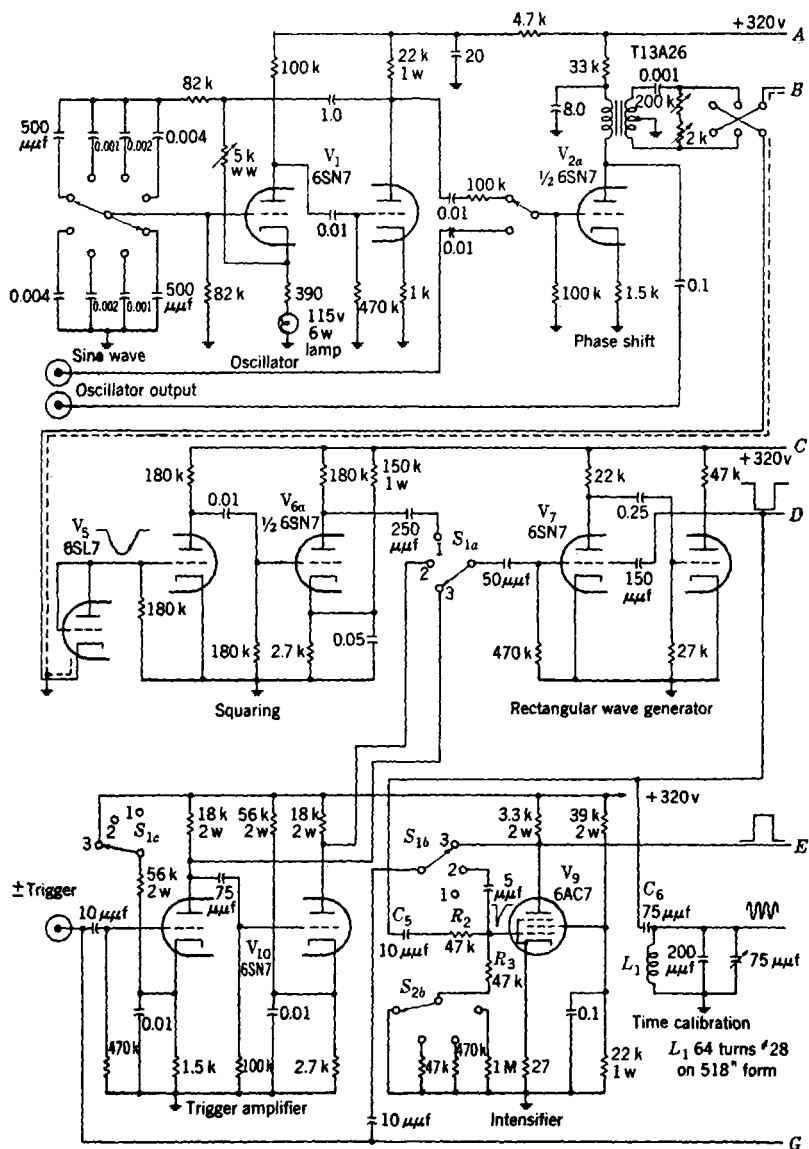 4.7 k
+320 v
A
100 k
22 k
1 w
20
33 k
T13A26
0.001
B
82 k
1.0
8.0
200 k
2 k
500
μμf
0.001
0.002
0.004
5 k
ww
V1
6SN7
V2a
½ 6SN7
0.01
100 k
0.01
0.01
0.004
0.002
0.001
500
μμf
82 k
390
115 v
6 w
lamp
470 k
1 k
100 k
1.5 k
0.1
Sine wave
Oscillator
Phase shift
Oscillator output
C
+320 v
180 k
180 k
150 k
1 w
22 k
47 k
0.01
V5
6SL7
V6a
½ 6SN7
250
μμf
1
2
3
S1a
V7
6SN7
0.25
D
50 μμf
150
μμf
180 k
180 k
2.7 k
0.05
470 k
27 k
Squaring
Rectangular wave generator
+320 v
3
2
1
S1c
18 k
2 w
56 k
2 w
18 k
2 w
S1b
3
2
1
3.3 k
2 w
39 k
2 w
E
56 k
2 w
± Trigger
10 μμf
75
μμf
V10
6SN7
C5
10 μμf
R2
47 k
5
μμf
V9
6AC7
R3
47 k
C6
75 μμf
L1
200
μμf
75 μμf
S2b
0.01
0.01
0.1
470 k
1.5 k
100 k
2.7 k
47 k
470 k
1 M
27
22 k
1 w
Time calibration
L1 64 turns #28
on 518" form
Trigger amplifier
10 μμf
Intensifier
G